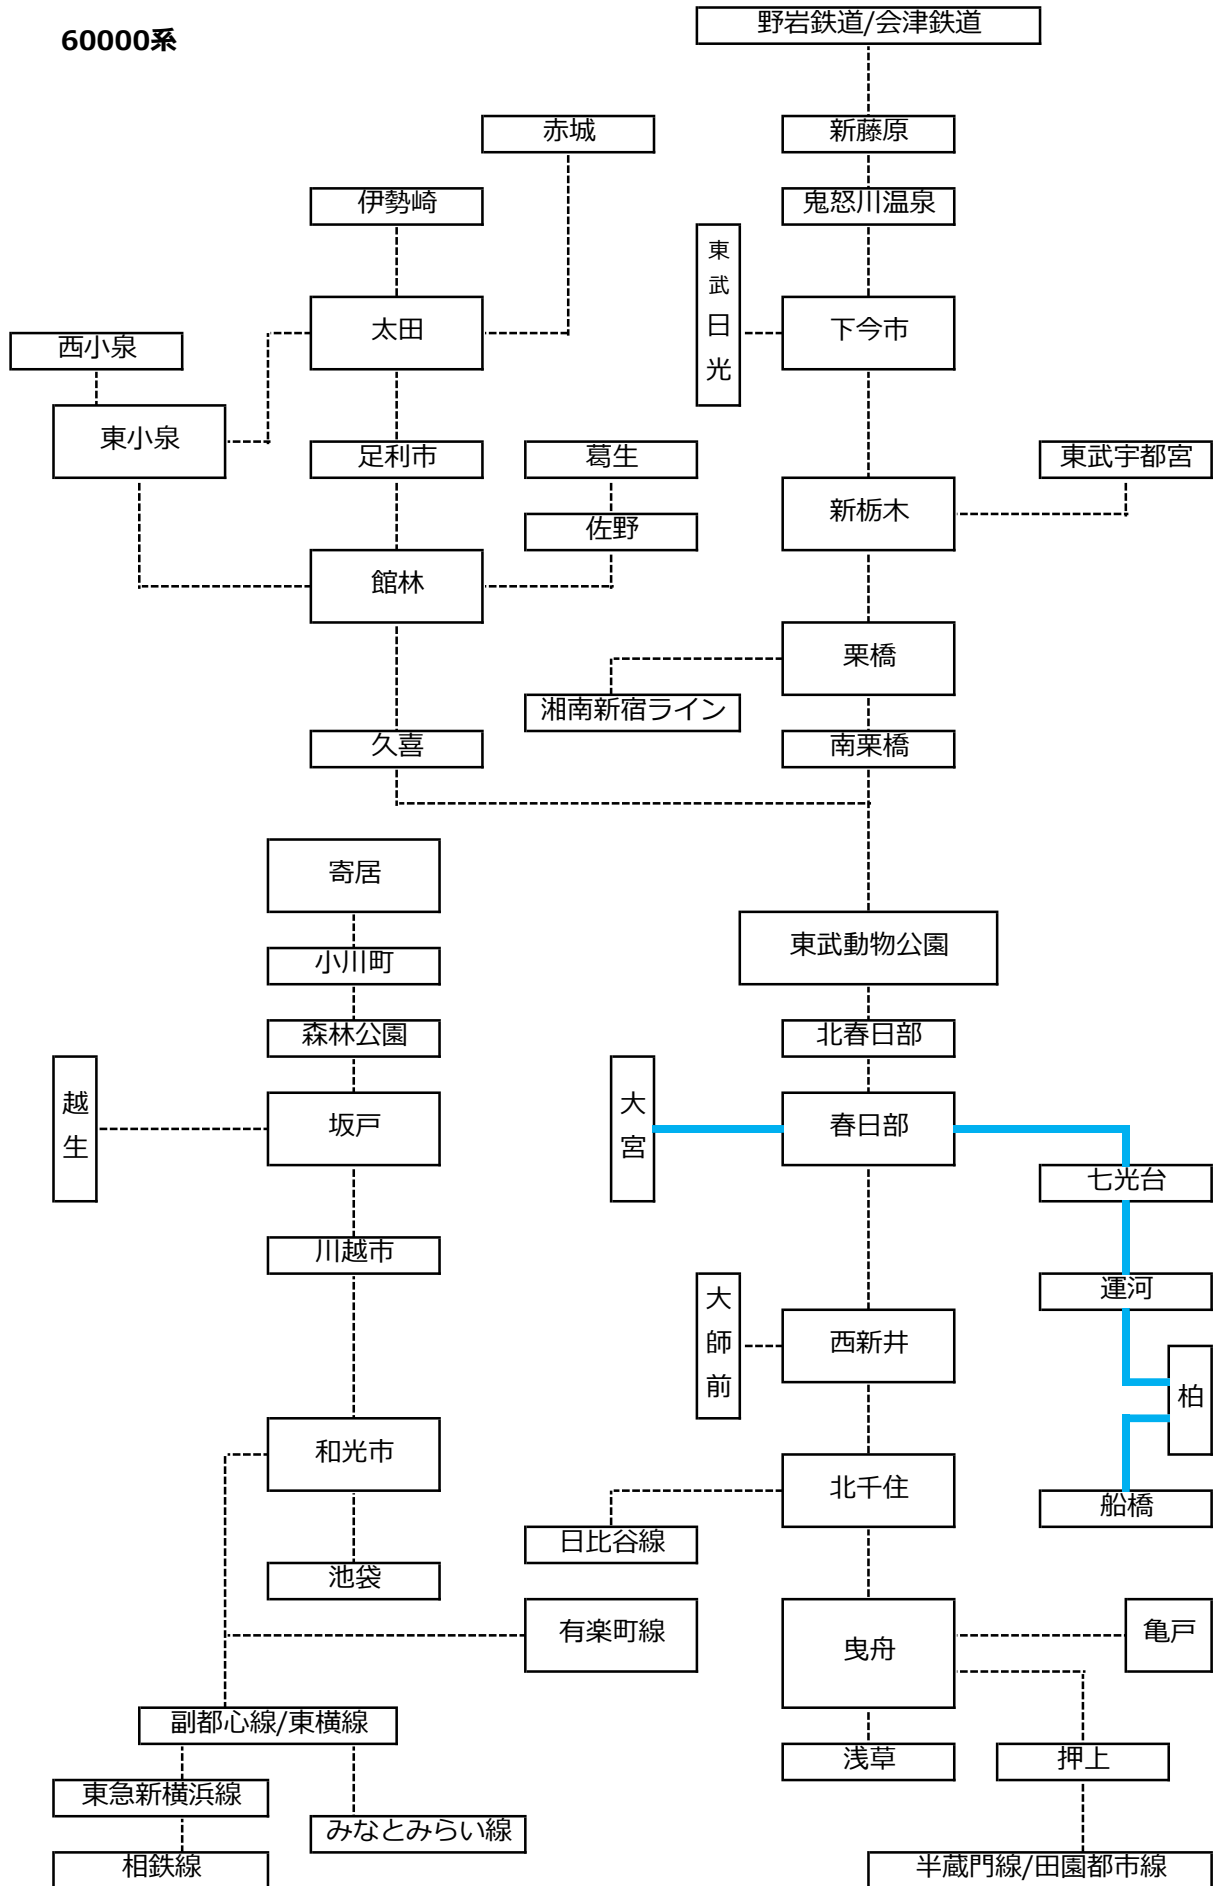 野岩鉄道/会津鉄道
60000系
赤城
新藤原
伊勢崎
鬼怒川温泉
東武日光
太田
下今市
西小泉
東小泉
足利市
葛生
東武宇都宮
新栃木
佐野
館林
栗橋
湘南新宿ライン
久喜
南栗橋
寄居
東武動物公園
小川町
森林公園
北春日部
越生
坂戸
大宮
春日部
七光台
川越市
運河
大師前
西新井
柏
和光市
北千住
船橋
日比谷線
池袋
有楽町線
曳舟
亀戸
副都心線/東横線
浅草
押上
東急新横浜線
みなとみらい線
相鉄線
半蔵門線/田園都市線